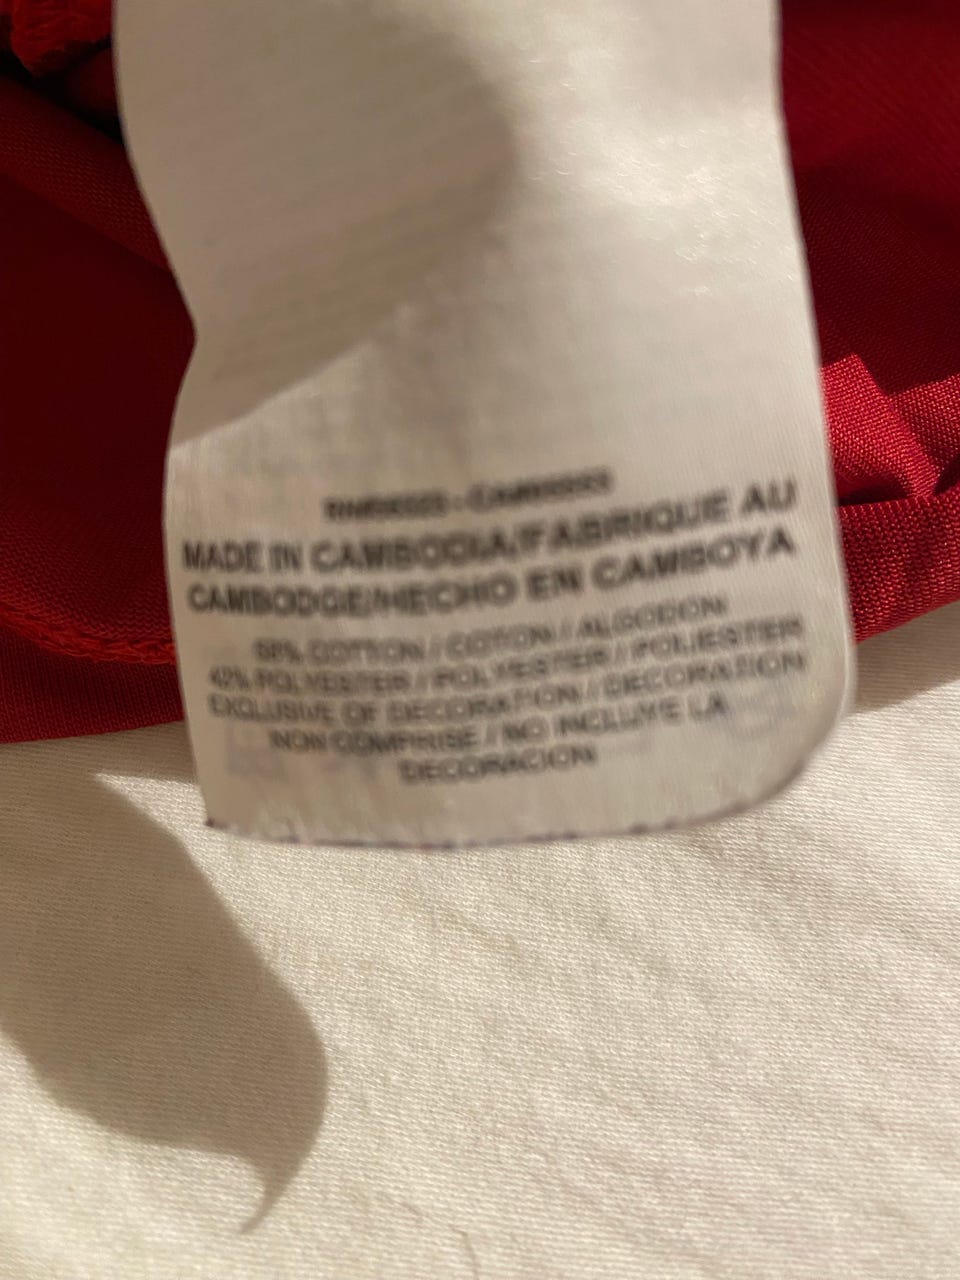 MADE IN CAMBODIA/FABRIQUE AU
CAMBODGE/HECHO EN CAMBOYA
COTTON / COTON / ALGODON
42% POLYESTER / POLYESTER / POLIESTER
EXCLUSIVE OF DECORATION / DECORATION
NON COMPRISE / NO INCLUYE LA
DECORACION